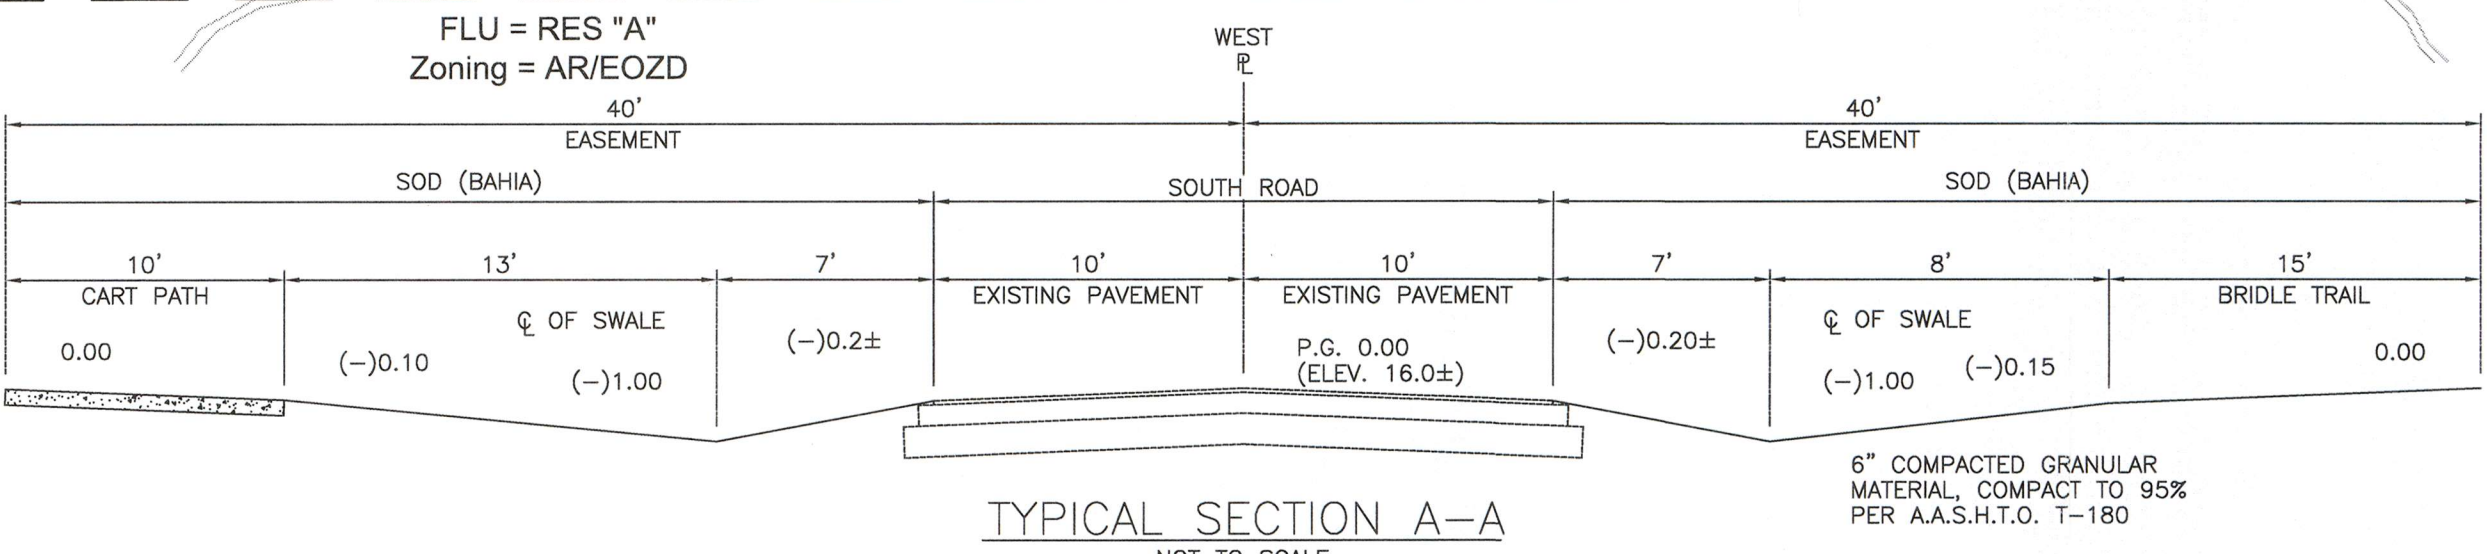 FLU = RES "A"
Zoning = AR/EOZD
WEST
℄
40' 40'
EASEMENT EASEMENT
SOD (BAHIA) SOUTH ROAD SOD (BAHIA)
10' 13' 7' 10' 10' 7' 8' 15'
CART PATH EXISTING PAVEMENT EXISTING PAVEMENT BRIDLE TRAIL
℄ OF SWALE ℄ OF SWALE
0.00 (−)0.10 (−)1.00 (−)0.2± P.G. 0.00 (−)0.20± (−)1.00 (−)0.15 0.00
(ELEV. 16.0±)
6" COMPACTED GRANULAR
MATERIAL, COMPACT TO 95%
PER A.A.S.H.T.O. T−180
TYPICAL SECTION A−A
NOT TO SCALE